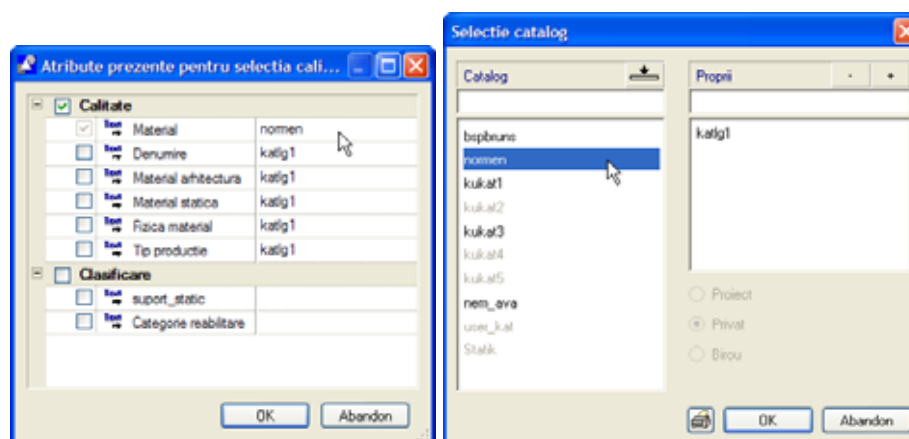 Atribute prezente pentru selectia cali...
Calitate
Material normen
Denumire katlg1
Material arhitectura katlg1
Material statica katlg1
Fizica material katlg1
Tip productie katlg1
Clasificare
suport_static
Categorie reabilitare
OK Abandon
Selectie catalog
Catalog
bspbruns
normen
kukat1
kukat2
kukat3
kukat4
kukat5
nem_ava
user_kat
Statik
Proprii - +
katlg1
Proiect
Privat
Birou
OK Abandon